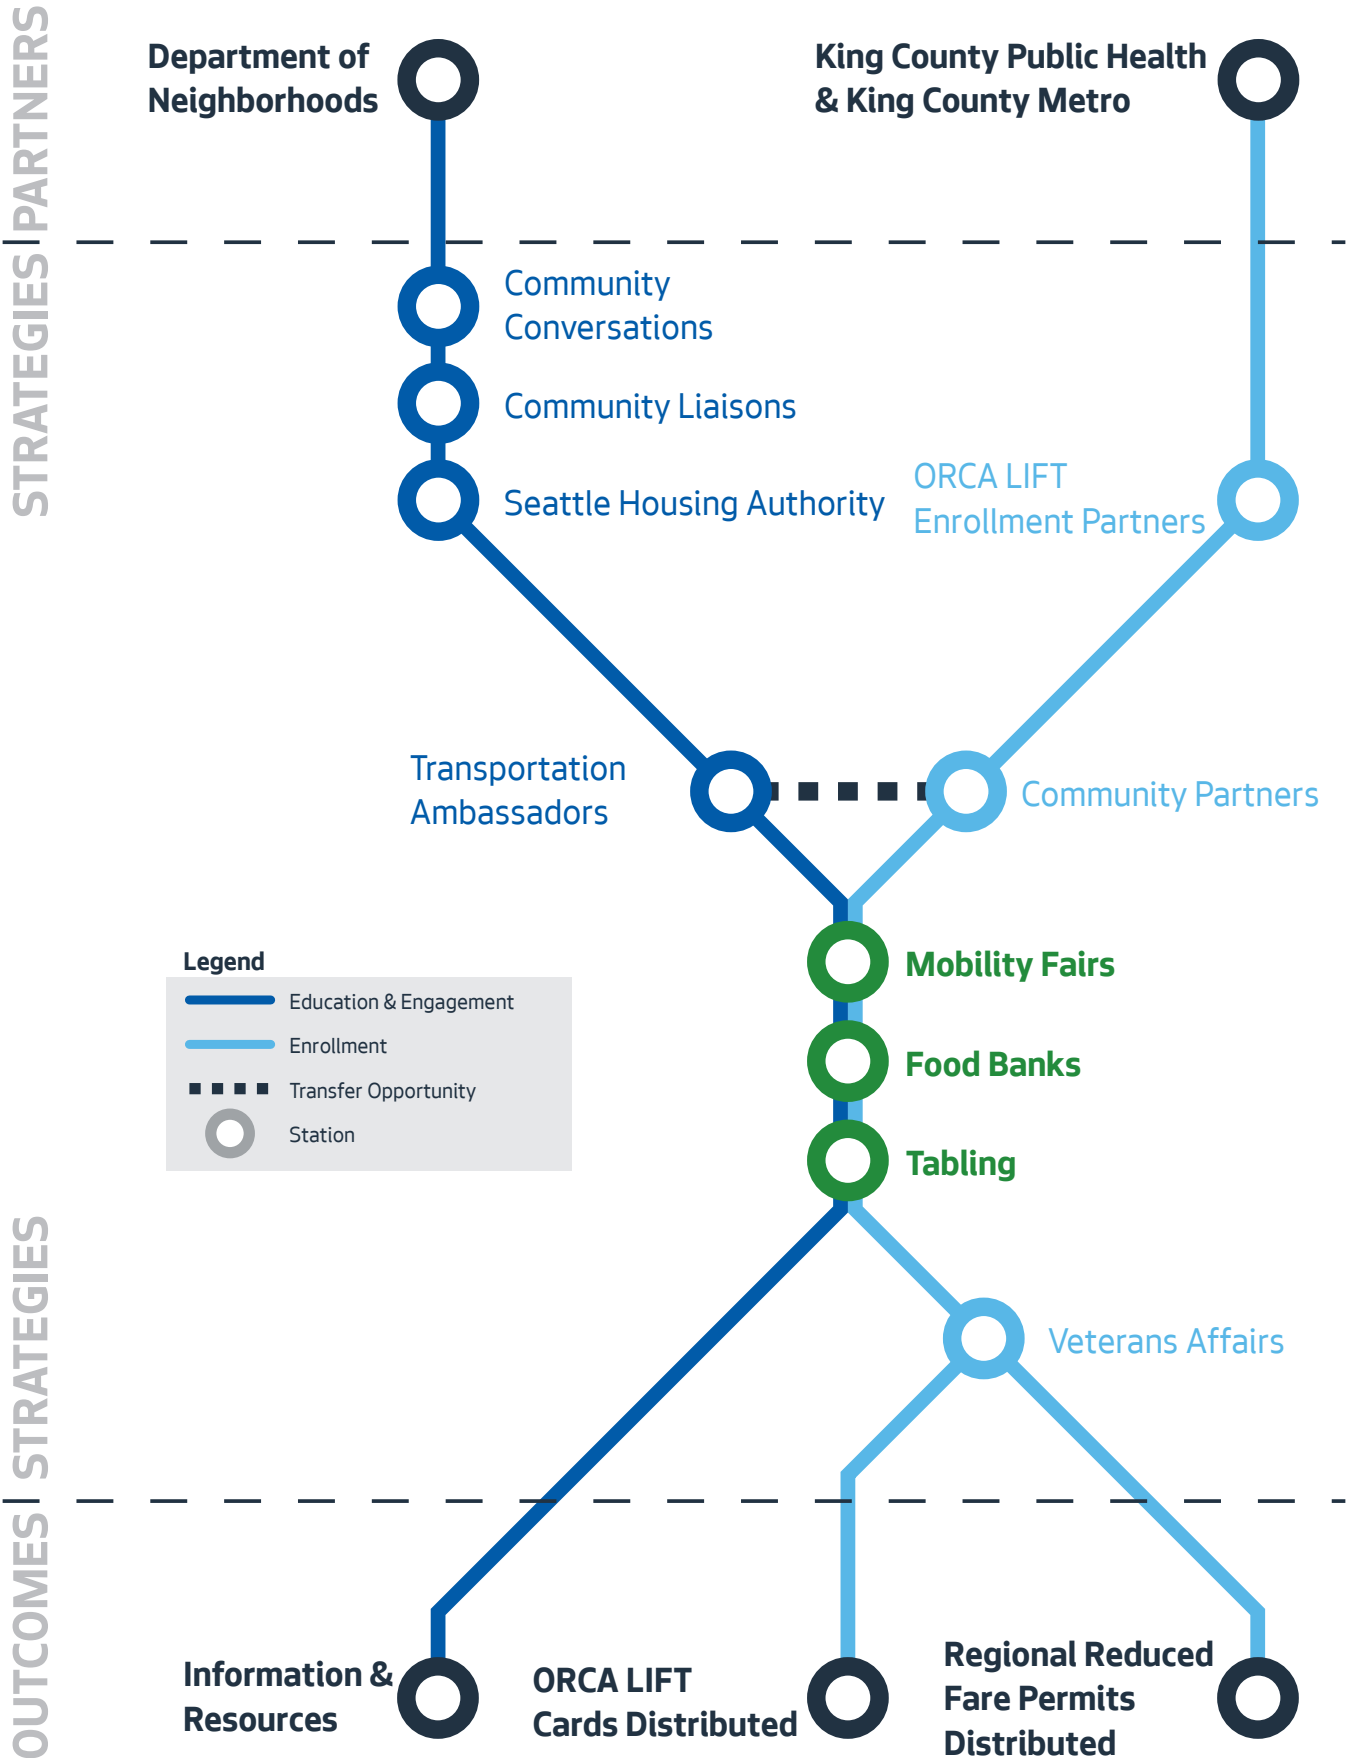 PARTNERS
Department of
Neighborhoods
King County Public Health
& King County Metro
STRATEGIES
Community
Conversations
Community Liaisons
Seattle Housing Authority
ORCA LIFT
Enrollment Partners
Transportation
Ambassadors
Community Partners
Legend
Education & Engagement
Enrollment
Transfer Opportunity
Station
Mobility Fairs
Food Banks
Tabling
STRATEGIES
Veterans Affairs
OUTCOMES
Information &
Resources
ORCA LIFT
Cards Distributed
Regional Reduced
Fare Permits
Distributed